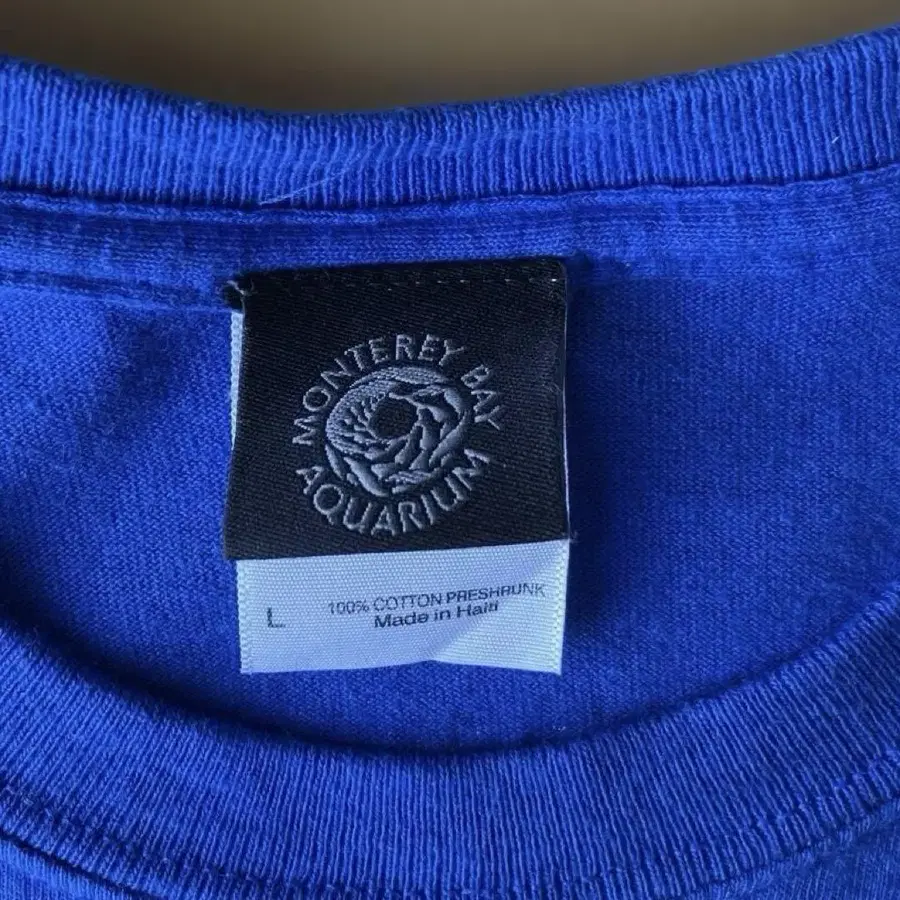 MONTEREY BAY
AQUARIUM
L
100% COTTON PRESHRUNK
Made in Haiti